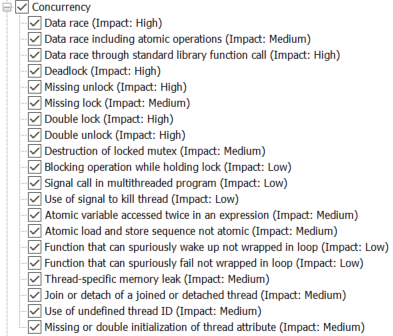 Concurrency
Data race (Impact: High)
Data race including atomic operations (Impact: Medium)
Data race through standard library function call (Impact: High)
Deadlock (Impact: High)
Missing unlock (Impact: High)
Missing lock (Impact: Medium)
Double lock (Impact: High)
Double unlock (Impact: High)
Destruction of locked mutex (Impact: Medium)
Blocking operation while holding lock (Impact: Low)
Signal call in multithreaded program (Impact: Low)
Use of signal to kill thread (Impact: Low)
Atomic variable accessed twice in an expression (Impact: Medium)
Atomic load and store sequence not atomic (Impact: Medium)
Function that can spuriously wake up not wrapped in loop (Impact: Low)
Function that can spuriously fail not wrapped in loop (Impact: Low)
Thread-specific memory leak (Impact: Medium)
Join or detach of a joined or detached thread (Impact: Medium)
Use of undefined thread ID (Impact: Medium)
Missing or double initialization of thread attribute (Impact: Medium)